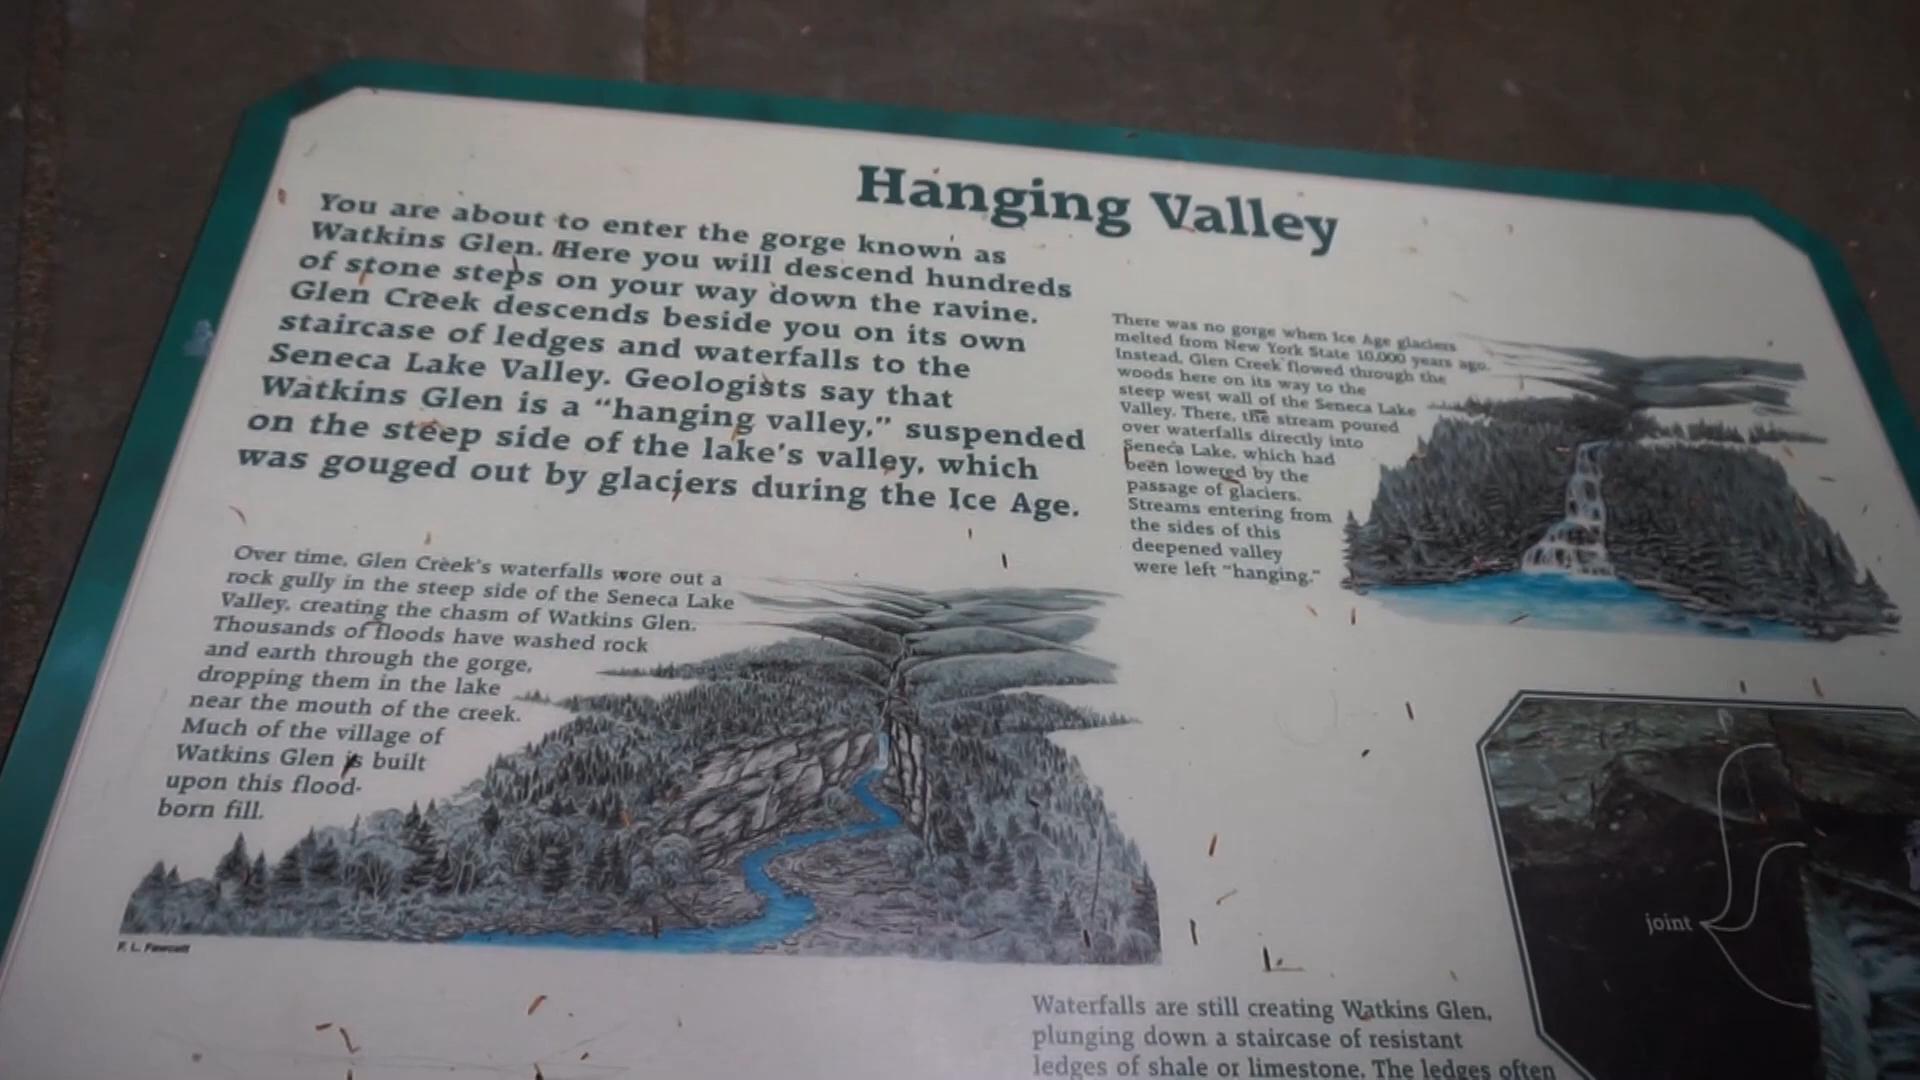 Hanging Valley
You are about to enter the gorge known as
Watkins Glen. Here you will descend hundreds
of stone steps on your way down the ravine.
Glen Creek descends beside you on its own
staircase of ledges and waterfalls to the
Seneca Lake Valley. Geologists say that
Watkins Glen is a “hanging valley,” suspended
on the steep side of the lake's valley, which
was gouged out by glaciers during the Ice Age.
There was no gorge when Ice Age glaciers
melted from New York State 10,000 years ago.
Instead, Glen Creek flowed through the
woods here on its way to the
steep west wall of the Seneca Lake
Valley. There, the stream poured
over waterfalls directly into
Seneca Lake, which had
been lowered by the
passage of glaciers.
Streams entering from
the sides of this
deepened valley
were left “hanging.”
Over time, Glen Creek's waterfalls wore out a
rock gully in the steep side of the Seneca Lake
Valley, creating the chasm of Watkins Glen.
Thousands of floods have washed rock
and earth through the gorge,
dropping them in the lake
near the mouth of the creek.
Much of the village of
Watkins Glen is built
upon this flood-
born fill.
F. L. Fawcett
joint
Waterfalls are still creating Watkins Glen,
plunging down a staircase of resistant
ledges of shale or limestone. The ledges often